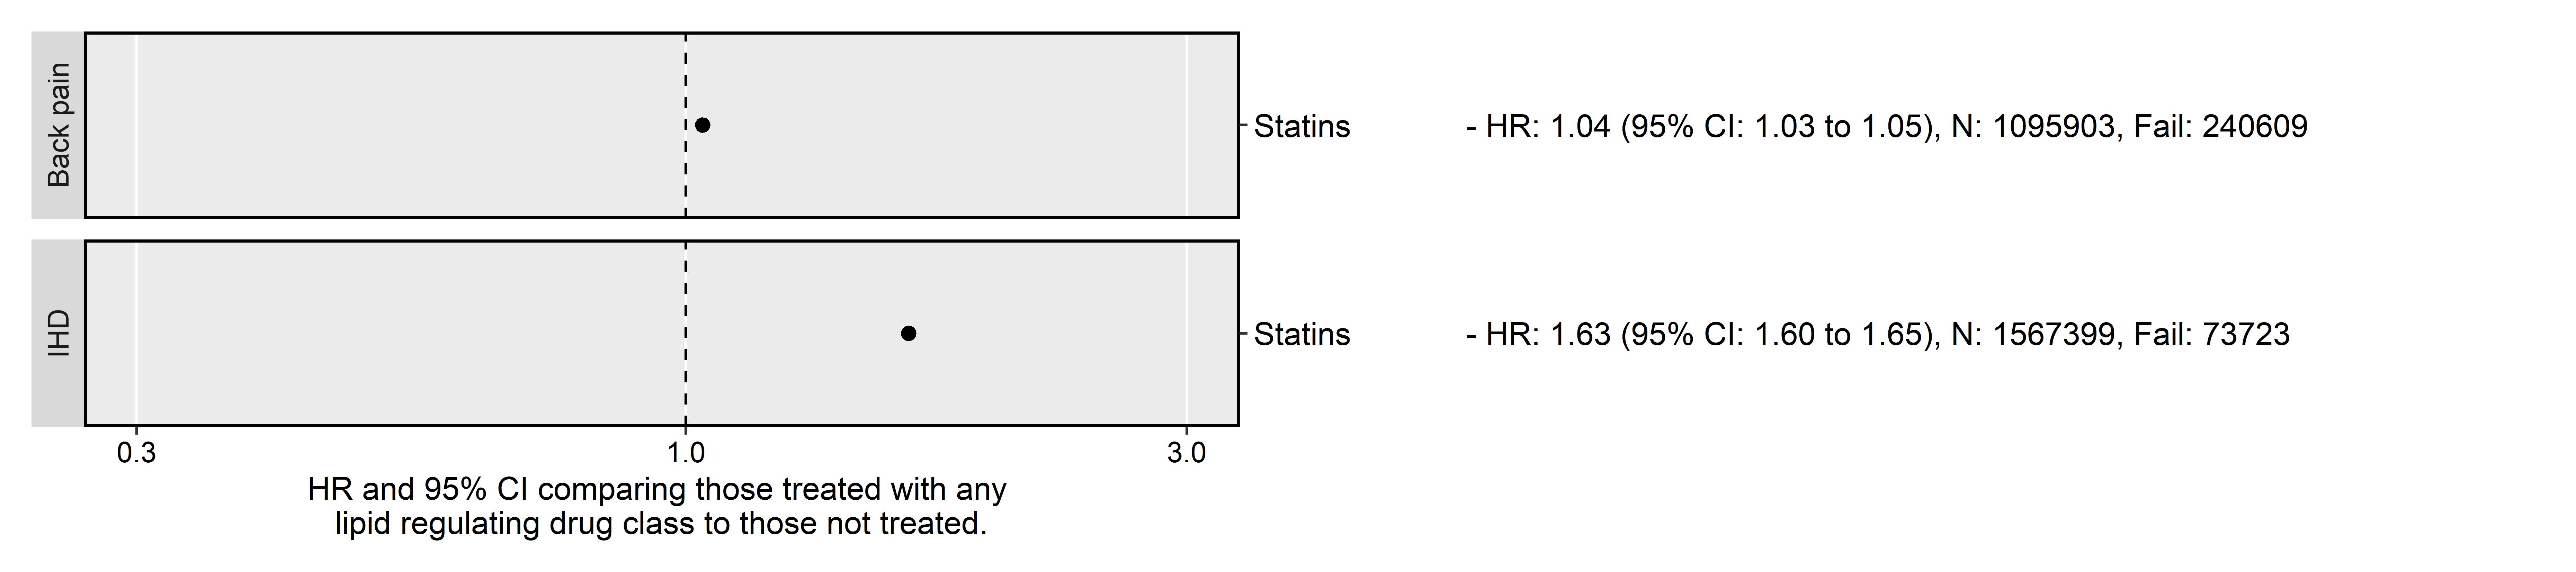 Back pain
Statins - HR: 1.04 (95% CI: 1.03 to 1.05), N: 1095903, Fail: 240609
IHD
Statins - HR: 1.63 (95% CI: 1.60 to 1.65), N: 1567399, Fail: 73723
0.3 1.0 3.0
HR and 95% CI comparing those treated with any
lipid regulating drug class to those not treated.